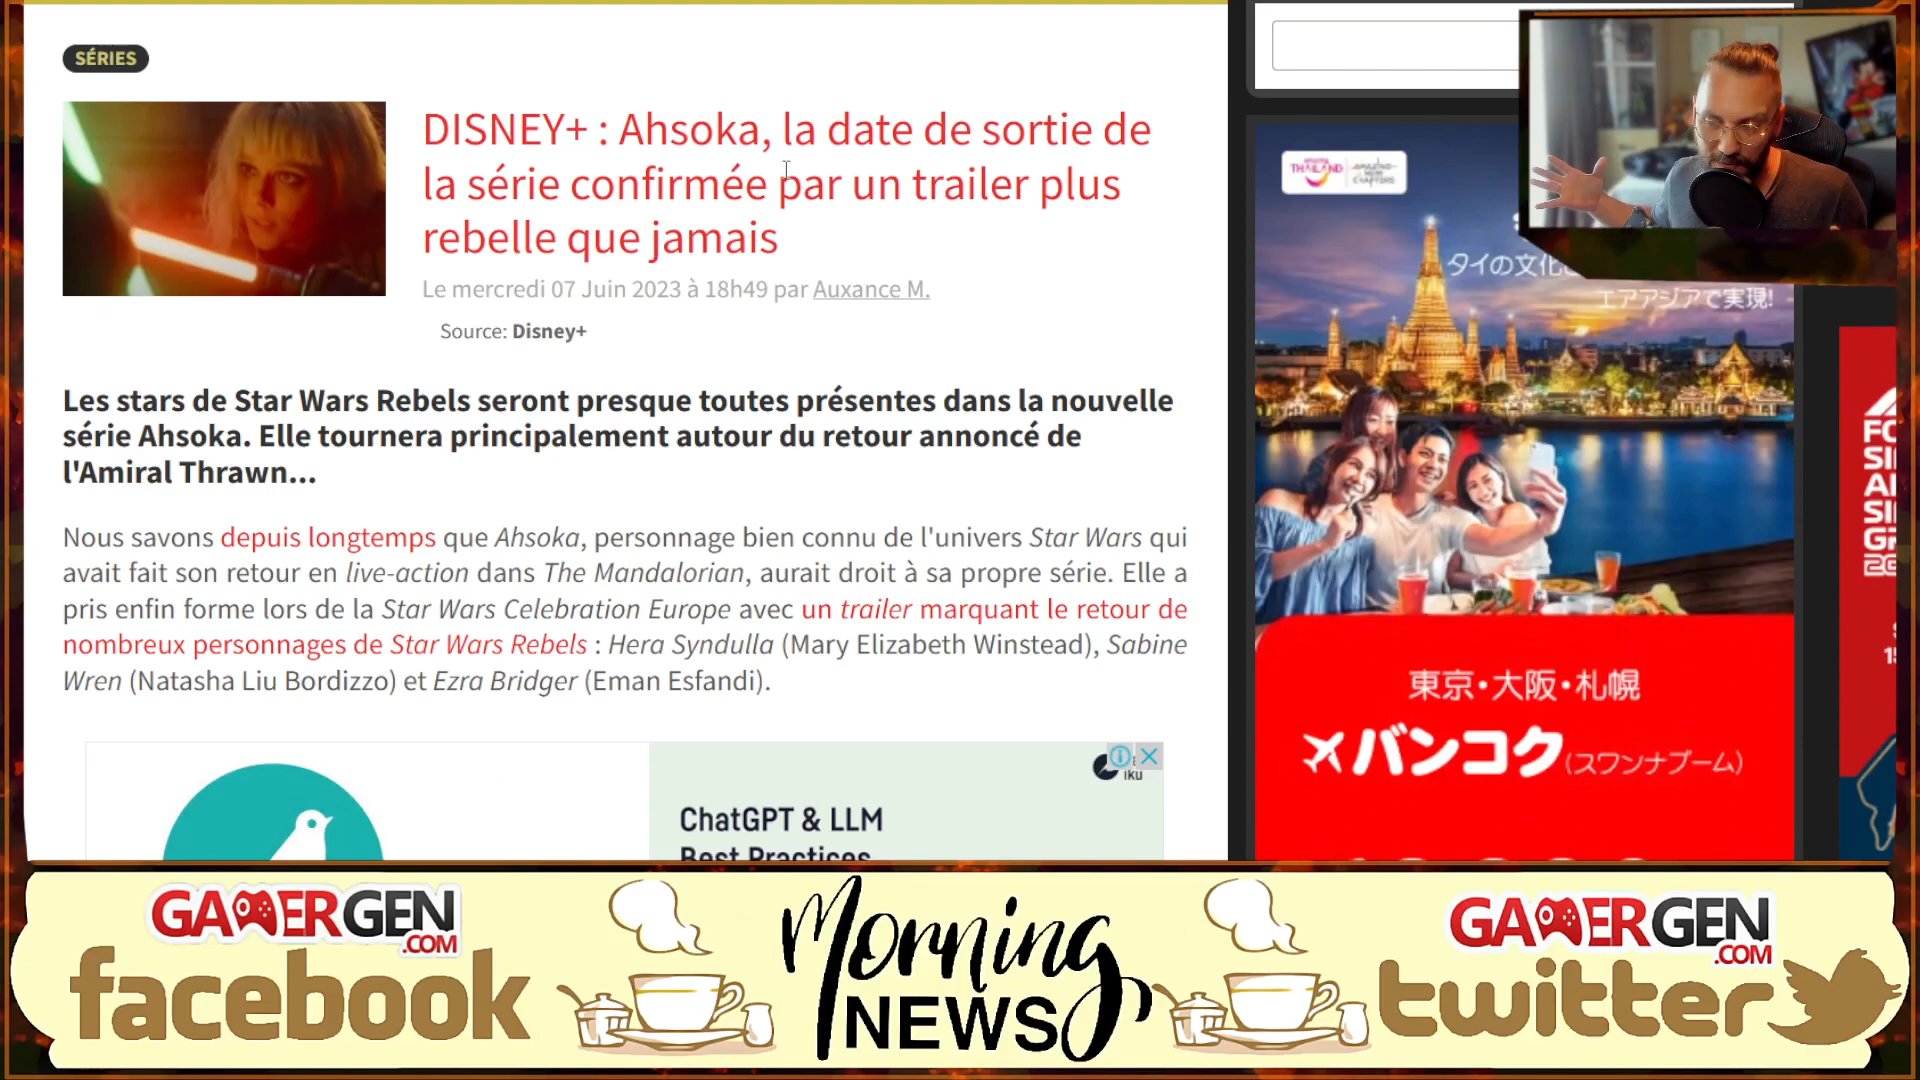 SÉRIES
DISNEY+ : Ahsoka, la date de sortie de
la série confirmée par un trailer plus
rebelle que jamais
Le mercredi 07 Juin 2023 à 18h49 par Auxance M.
Source: Disney+
Les stars de Star Wars Rebels seront presque toutes présentes dans la nouvelle
série Ahsoka. Elle tournera principalement autour du retour annoncé de
l'Amiral Thrawn...
Nous savons depuis longtemps que Ahsoka, personnage bien connu de l'univers Star Wars qui
avait fait son retour en live-action dans The Mandalorian, aurait droit à sa propre série. Elle a
pris enfin forme lors de la Star Wars Celebration Europe avec un trailer marquant le retour de
nombreux personnages de Star Wars Rebels : Hera Syndulla (Mary Elizabeth Winstead), Sabine
Wren (Natasha Liu Bordizzo) et Ezra Bridger (Eman Esfandi).
iku
ChatGPT & LLM
Best Practices
THAILAND
タイの文化
エアアジアで実現!
東京・大阪・札幌
バンコク(スワンナプーム)
GAMERGEN
.COM
facebook
Morning
NEWS
GAMERGEN
.COM
twitter